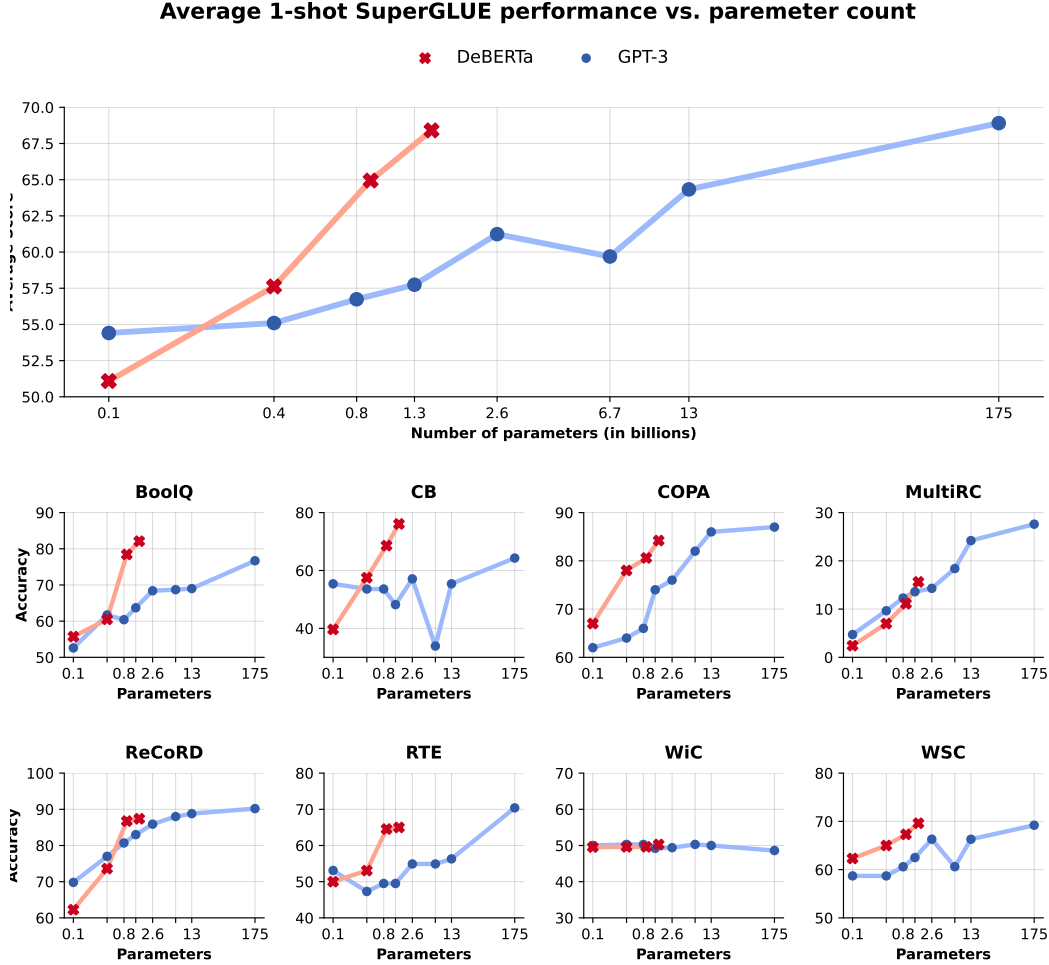 Average 1-shot SuperGLUE performance vs. paremeter count
DeBERTa GPT-3
70.0
67.5
65.0
62.5
60.0
57.5
55.0
52.5
50.0
0.1 0.4 0.8 1.3 2.6 6.7 13 175
Number of parameters (in billions)
BoolQ CB COPA MultiRC
Accuracy
90
80
70
60
50
0.1 0.8 2.6 13 175
Parameters
80
60
40
0.1 0.8 2.6 13 175
Parameters
90
80
70
60
0.1 0.8 2.6 13 175
Parameters
30
20
10
0
0.1 0.8 2.6 13 175
Parameters
ReCoRD RTE WiC WSC
Accuracy
100
90
80
70
60
0.1 0.8 2.6 13 175
Parameters
80
70
60
50
40
0.1 0.8 2.6 13 175
Parameters
70
60
50
40
30
0.1 0.8 2.6 13 175
Parameters
80
70
60
50
0.1 0.8 2.6 13 175
Parameters